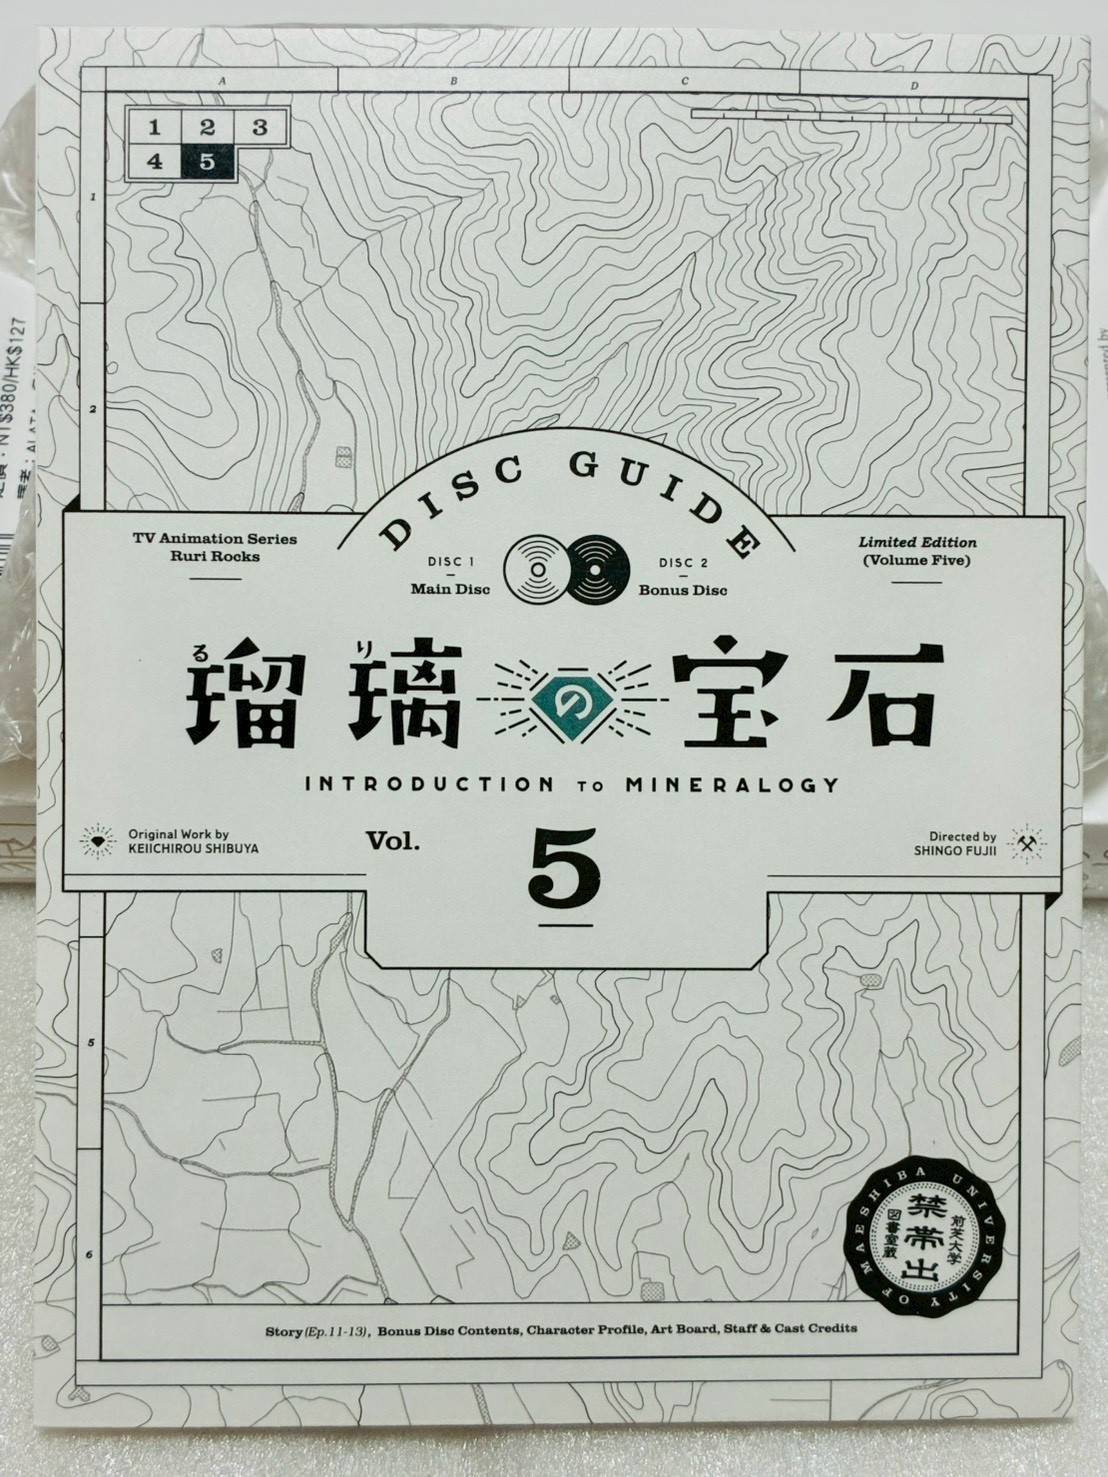 A B C D
1 2 3
4 5
1
2
DISC GUIDE
TV Animation Series
Ruri Rocks
DISC 1
Main Disc
DISC 2
Bonus Disc
Limited Edition
(Volume Five)
る り
瑠璃の宝石
INTRODUCTION TO MINERALOGY
Original Work by
KEIICHIROU SHIBUYA
Vol.
5
Directed by
SHINGO FUJII
5
6
MAESHIBA UNIVERSITY OF
前芝大学
禁帯出
図書室蔵
Story (Ep.11-13), Bonus Disc Contents, Character Profile, Art Board, Staff & Cast Credits
NT$380/HK$127